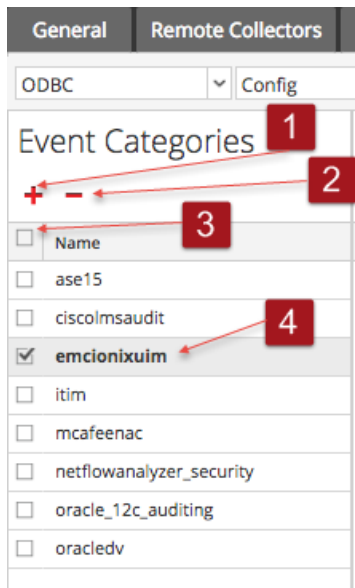 General Remote Collectors
ODBC Config
Event Categories
1
+ −
2
3
Name
ase15
ciscolmsaudit
4
emcionixuim
itim
mcafeenac
netflowanalyzer_security
oracle_12c_auditing
oracledv